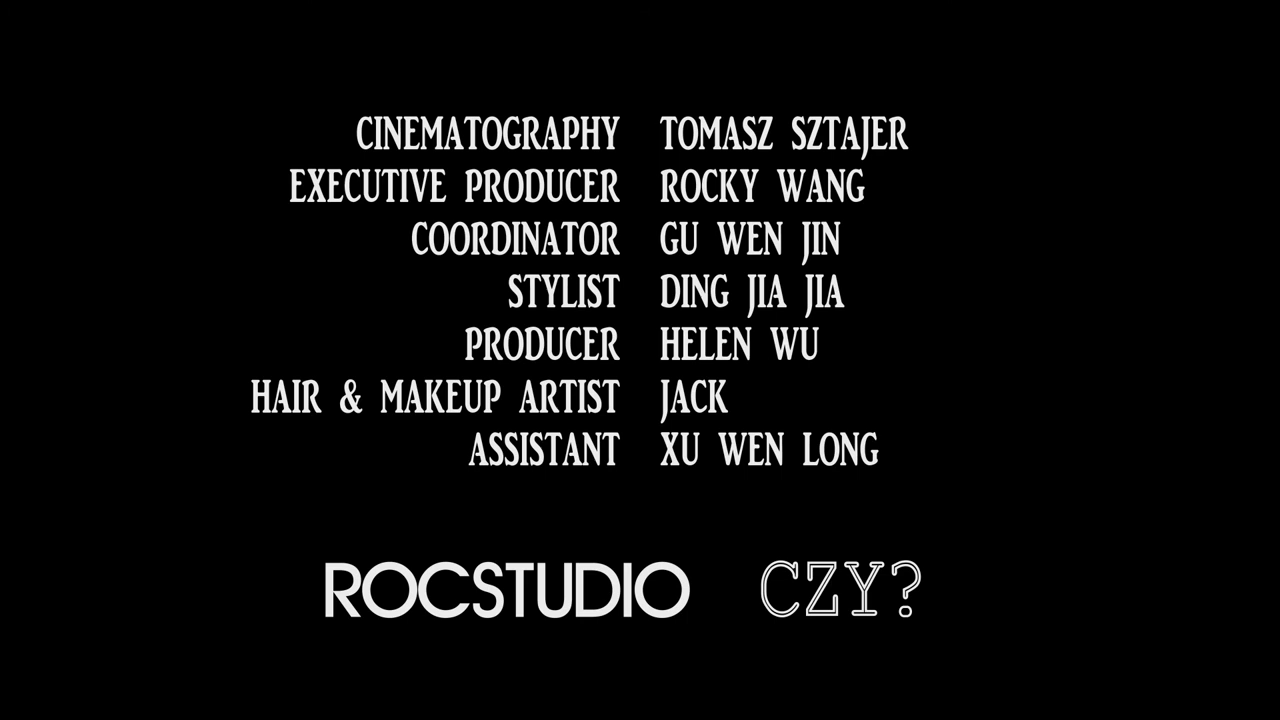 CINEMATOGRAPHY TOMASZ SZTAJER
EXECUTIVE PRODUCER ROCKY WANG
COORDINATOR GU WEN JIN
STYLIST DING JIA JIA
PRODUCER HELEN WU
HAIR & MAKEUP ARTIST JACK
ASSISTANT XU WEN LONG
ROCSTUDIO CZY?